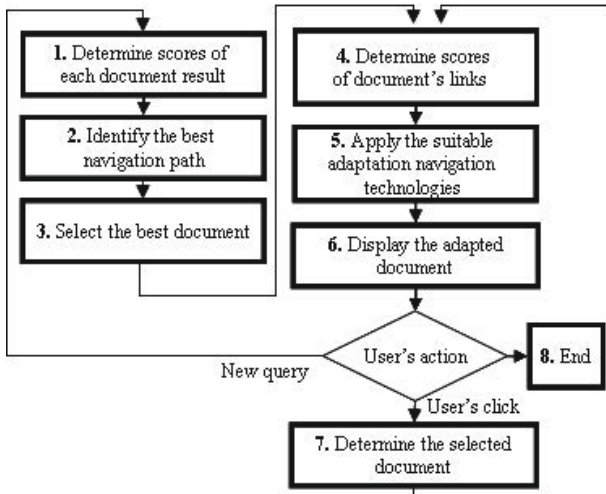 1. Determine scores of
each document result
2. Identify the best
navigation path
3. Select the best document
4. Determine scores
of document's links
5. Apply the suitable
adaptation navigation
technologies
6. Display the adapted
document
User's action
8. End
New query
User's click
7. Determine the selected
document